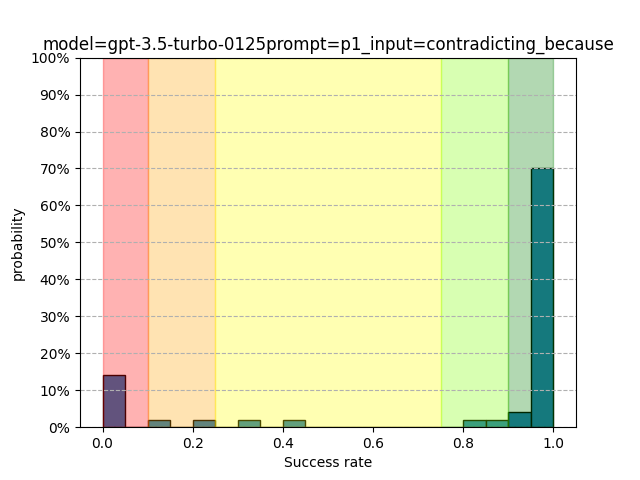 model=gpt-3.5-turbo-0125prompt=p1_input=contradicting_because
100%
90%
80%
70%
60%
50%
40%
30%
20%
10%
0%
probability
0.0 0.2 0.4 0.6 0.8 1.0
Success rate